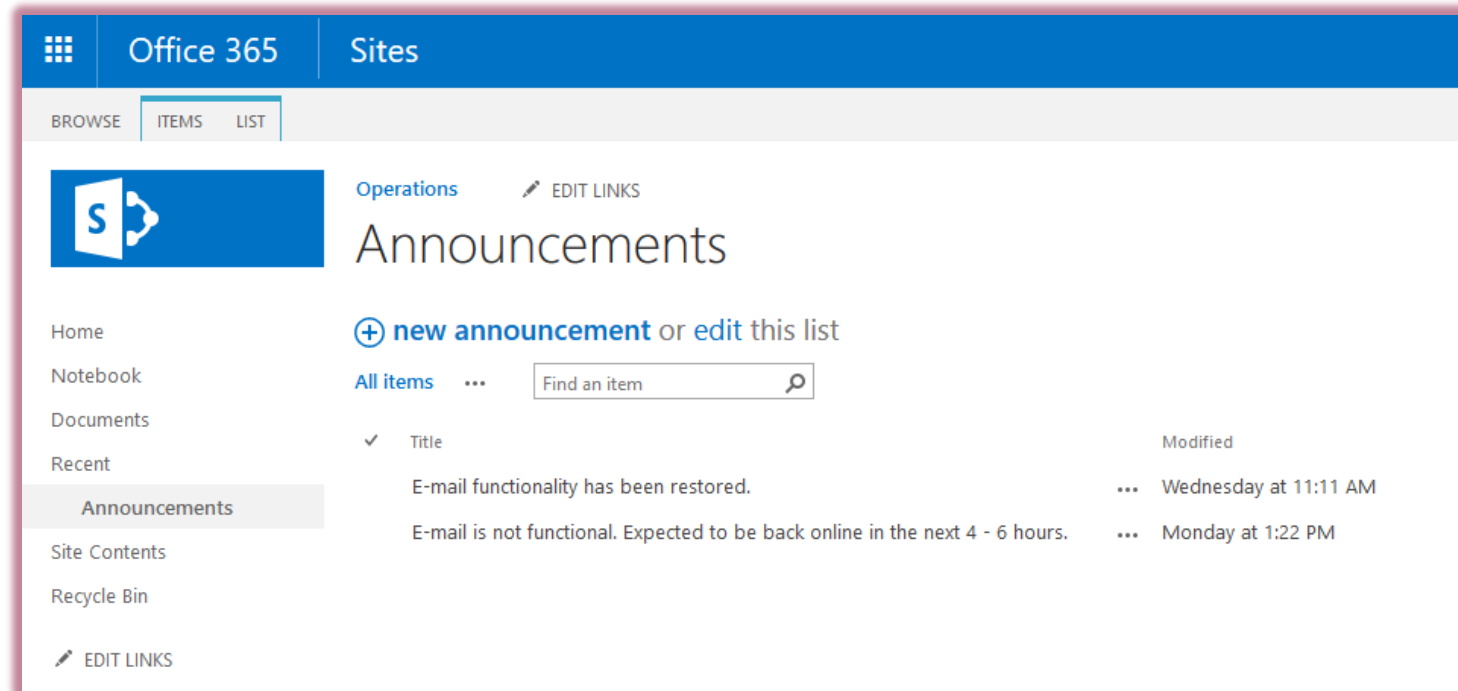 Office 365 Sites
BROWSE ITEMS LIST
S
Operations EDIT LINKS
Announcements
new announcement or edit this list
All items ... Find an item
Title Modified
E-mail functionality has been restored. ... Wednesday at 11:11 AM
E-mail is not functional. Expected to be back online in the next 4 - 6 hours. ... Monday at 1:22 PM
Home
Notebook
Documents
Recent
Announcements
Site Contents
Recycle Bin
EDIT LINKS